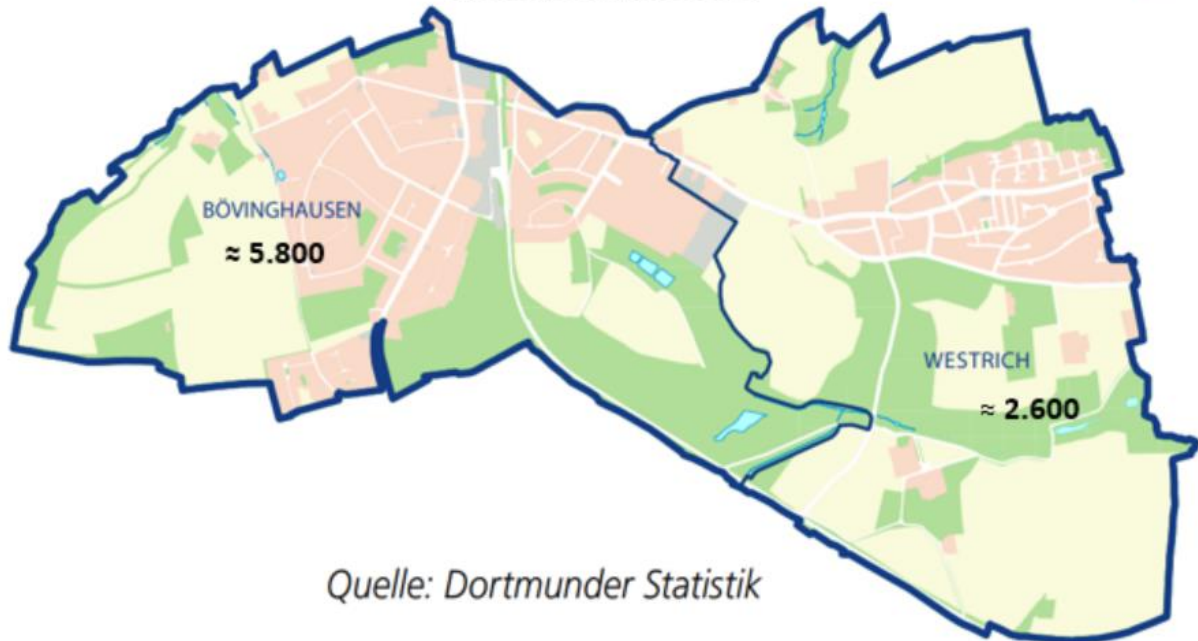 BÖVINGHAUSEN
≈ 5.800
WESTRICH
≈ 2.600
Quelle: Dortmunder Statistik